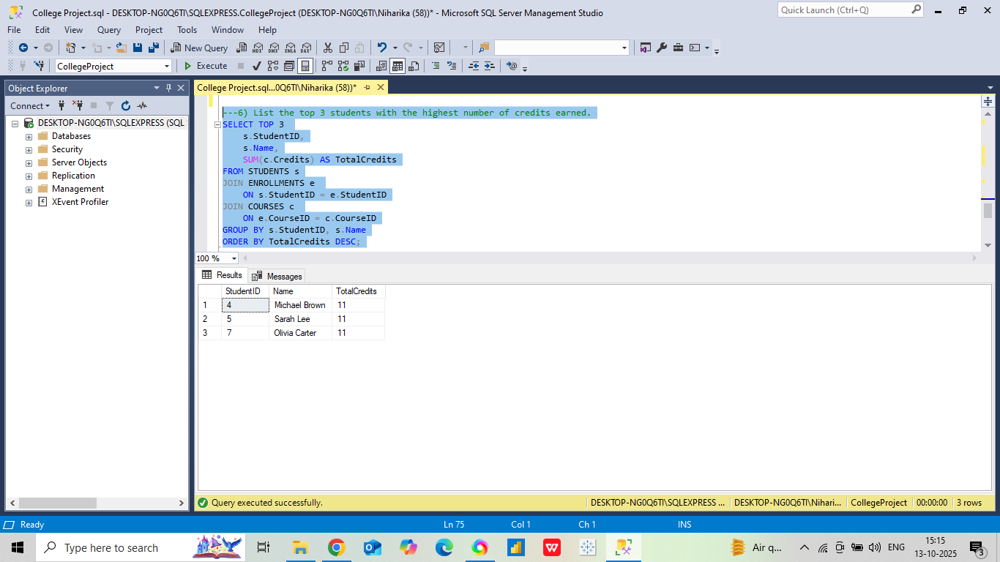 College Project.sql - DESKTOP-NG0Q6TI\SQLEXPRESS.CollegeProject (DESKTOP-NG0Q6TI\Niharika (58))* - Microsoft SQL Server Management Studio
Quick Launch (Ctrl+Q)
File Edit View Query Project Tools Window Help
New Query MDX DMX XMLA DAX
CollegeProject Execute
Object Explorer
College Project.sql...0Q6TI\Niharika (58))*
Connect
DESKTOP-NG0Q6TI\SQLEXPRESS (SQL
Databases
Security
Server Objects
Replication
Management
XEvent Profiler
---6) List the top 3 students with the highest number of credits earned.
SELECT TOP 3
s.StudentID,
s.Name,
SUM(c.Credits) AS TotalCredits
FROM STUDENTS s
JOIN ENROLLMENTS e
ON s.StudentID = e.StudentID
JOIN COURSES c
ON e.CourseID = c.CourseID
GROUP BY s.StudentID, s.Name
ORDER BY TotalCredits DESC;
100 %
Results Messages
StudentID Name TotalCredits
1 4 Michael Brown 11
2 5 Sarah Lee 11
3 7 Olivia Carter 11
Query executed successfully. DESKTOP-NG0Q6TI\SQLEXPRESS ... DESKTOP-NG0Q6TI\Nihari... CollegeProject 00:00:00 3 rows
Ready Ln 75 Col 1 Ch 1 INS
Type here to search Air q... ENG 15:15
13-10-2025 3